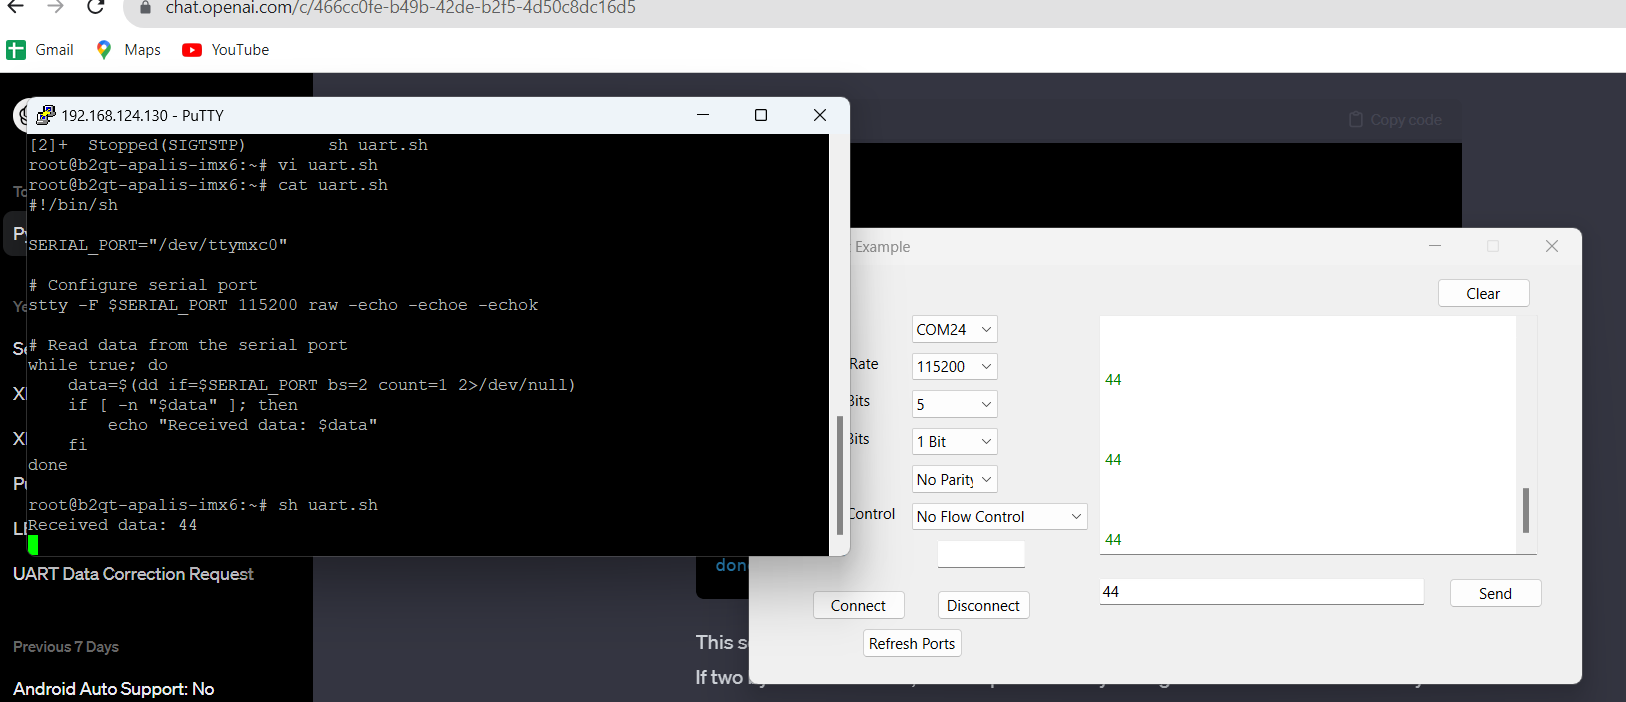 chat.openai.com/c/466cc0fe-b49b-42de-b2f5-4d50c8dc16d5
Gmail Maps YouTube
192.168.124.130 - PuTTY
[2]+  Stopped(SIGTSTP)         sh uart.sh
root@b2qt-apalis-imx6:~# vi uart.sh
root@b2qt-apalis-imx6:~# cat uart.sh
#!/bin/sh
SERIAL_PORT="/dev/ttymxc0"
# Configure serial port
stty -F $SERIAL_PORT 115200 raw -echo -echoe -echok
# Read data from the serial port
while true; do
    data=$(dd if=$SERIAL_PORT bs=2 count=1 2>/dev/null)
    if [ -n "$data" ]; then
        echo "Received data: $data"
    fi
done
root@b2qt-apalis-imx6:~# sh uart.sh
Received data: 44
Copy code
Example
Clear
COM24
Rate 115200
Bits 5
Bits 1 Bit
No Parity
Control No Flow Control
44
44
44
44
Send
Connect Disconnect
Refresh Ports
UART Data Correction Request
Previous 7 Days
Android Auto Support: No
don
This s
If two